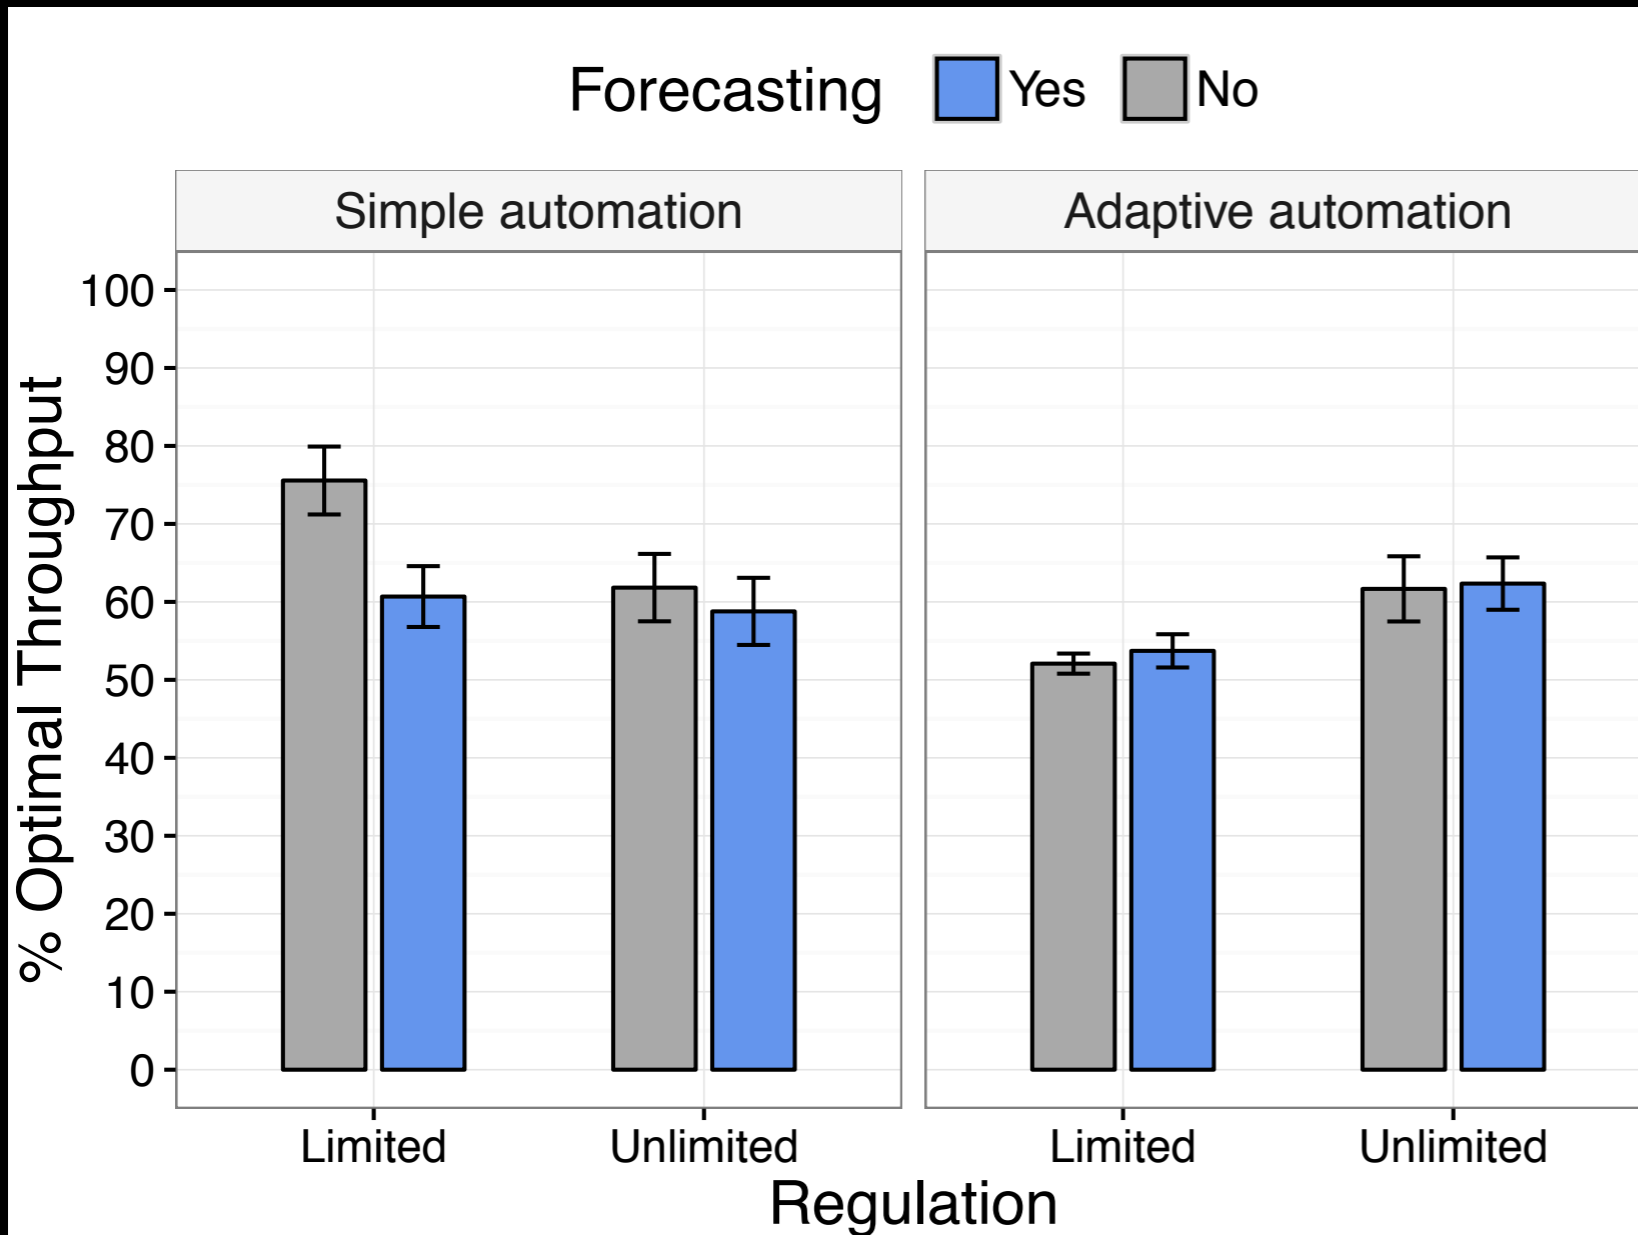 Forecasting Yes No
Simple automation Adaptive automation
100
90
80
70
60
50
40
30
20
10
0
% Optimal Throughput
Limited Unlimited Limited Unlimited
Regulation